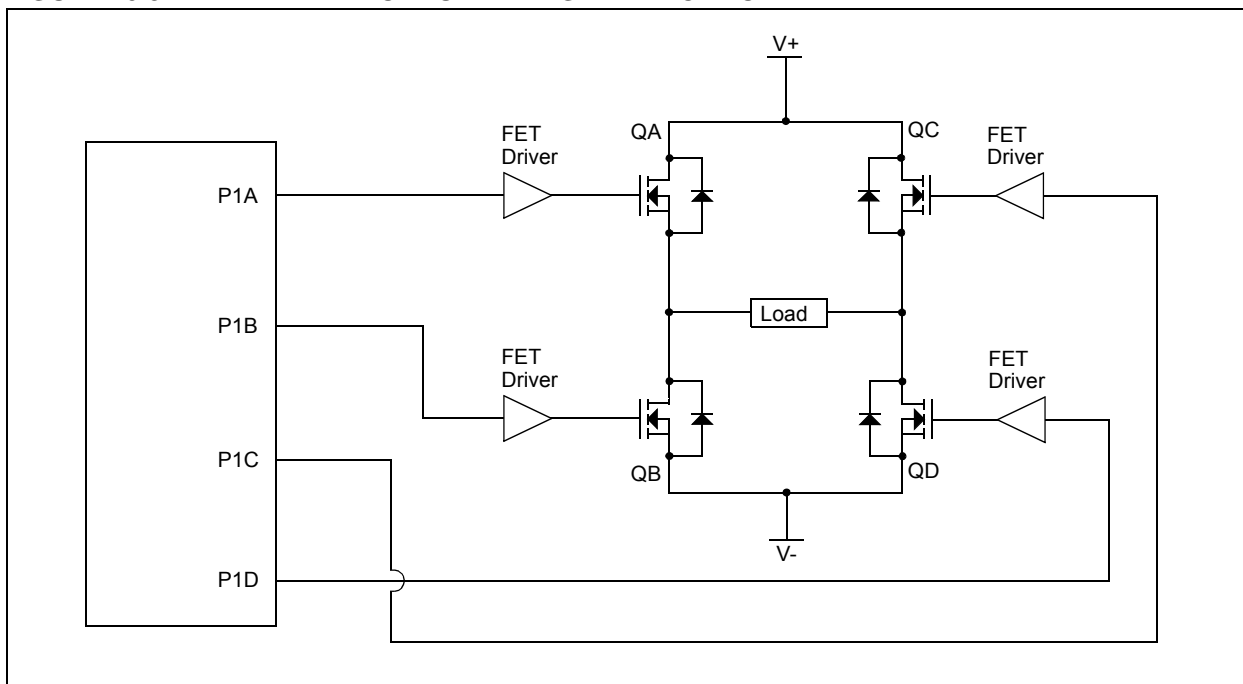 V+
QA
QC
FET
Driver
FET
Driver
P1A
P1B
Load
FET
Driver
FET
Driver
P1C
QB
QD
V-
P1D